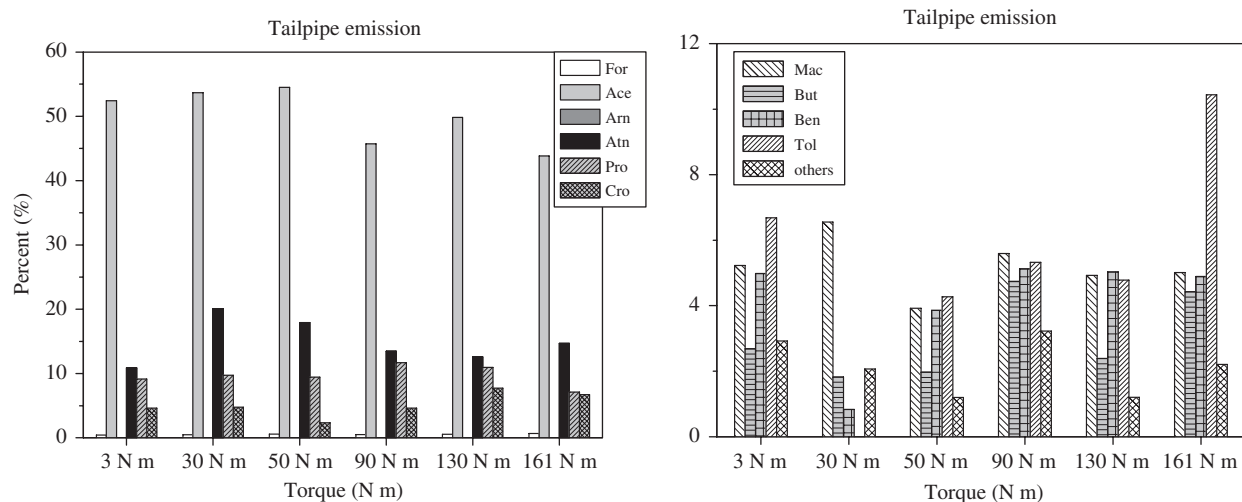 Tailpipe emission
60
50
40
30
20
10
0
Percent (%)
For
Ace
Arn
Atn
Pro
Cro
3 N m 30 N m 50 N m 90 N m 130 N m 161 N m
Torque (N m)
Tailpipe emission
12
8
4
0
Mac
But
Ben
Tol
others
3 N m 30 N m 50 N m 90 N m 130 N m 161 N m
Torque (N m)